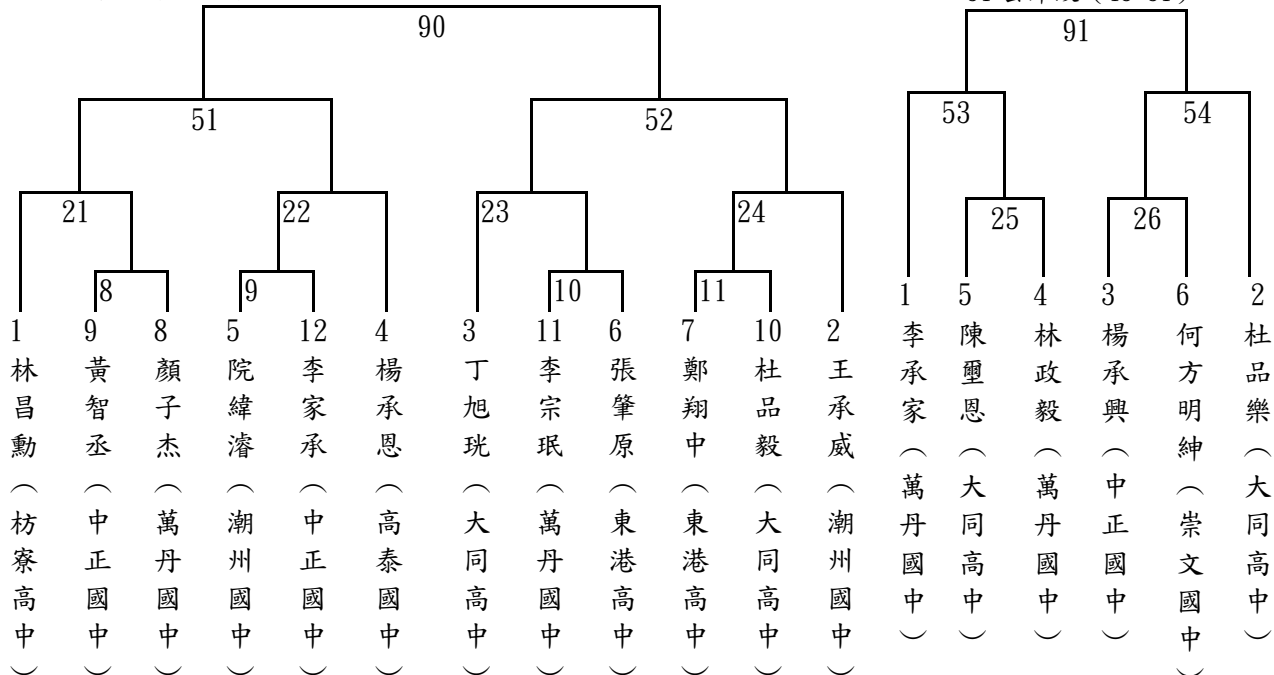 90
91
51
52
53
54
21
22
23
24
25
26
8
9
10
11
1
林昌勳（枋寮高中）
9
黃智丞（中正國中）
8
顏子杰（萬丹國中）
5
院緯濬（潮州國中）
12
李家承（中正國中）
4
楊承恩（高泰國中）
3
丁旭珖（大同高中）
11
李宗珉（萬丹國中）
6
張肇原（東港高中）
7
鄭翔中（東港高中）
10
杜品毅（大同高中）
2
王承威（潮州國中）
1
李承家（萬丹國中）
5
陳璽恩（大同高中）
4
林政毅（萬丹國中）
3
楊承興（中正國中）
6
何方明紳（崇文國中）
2
杜品樂（大同高中）